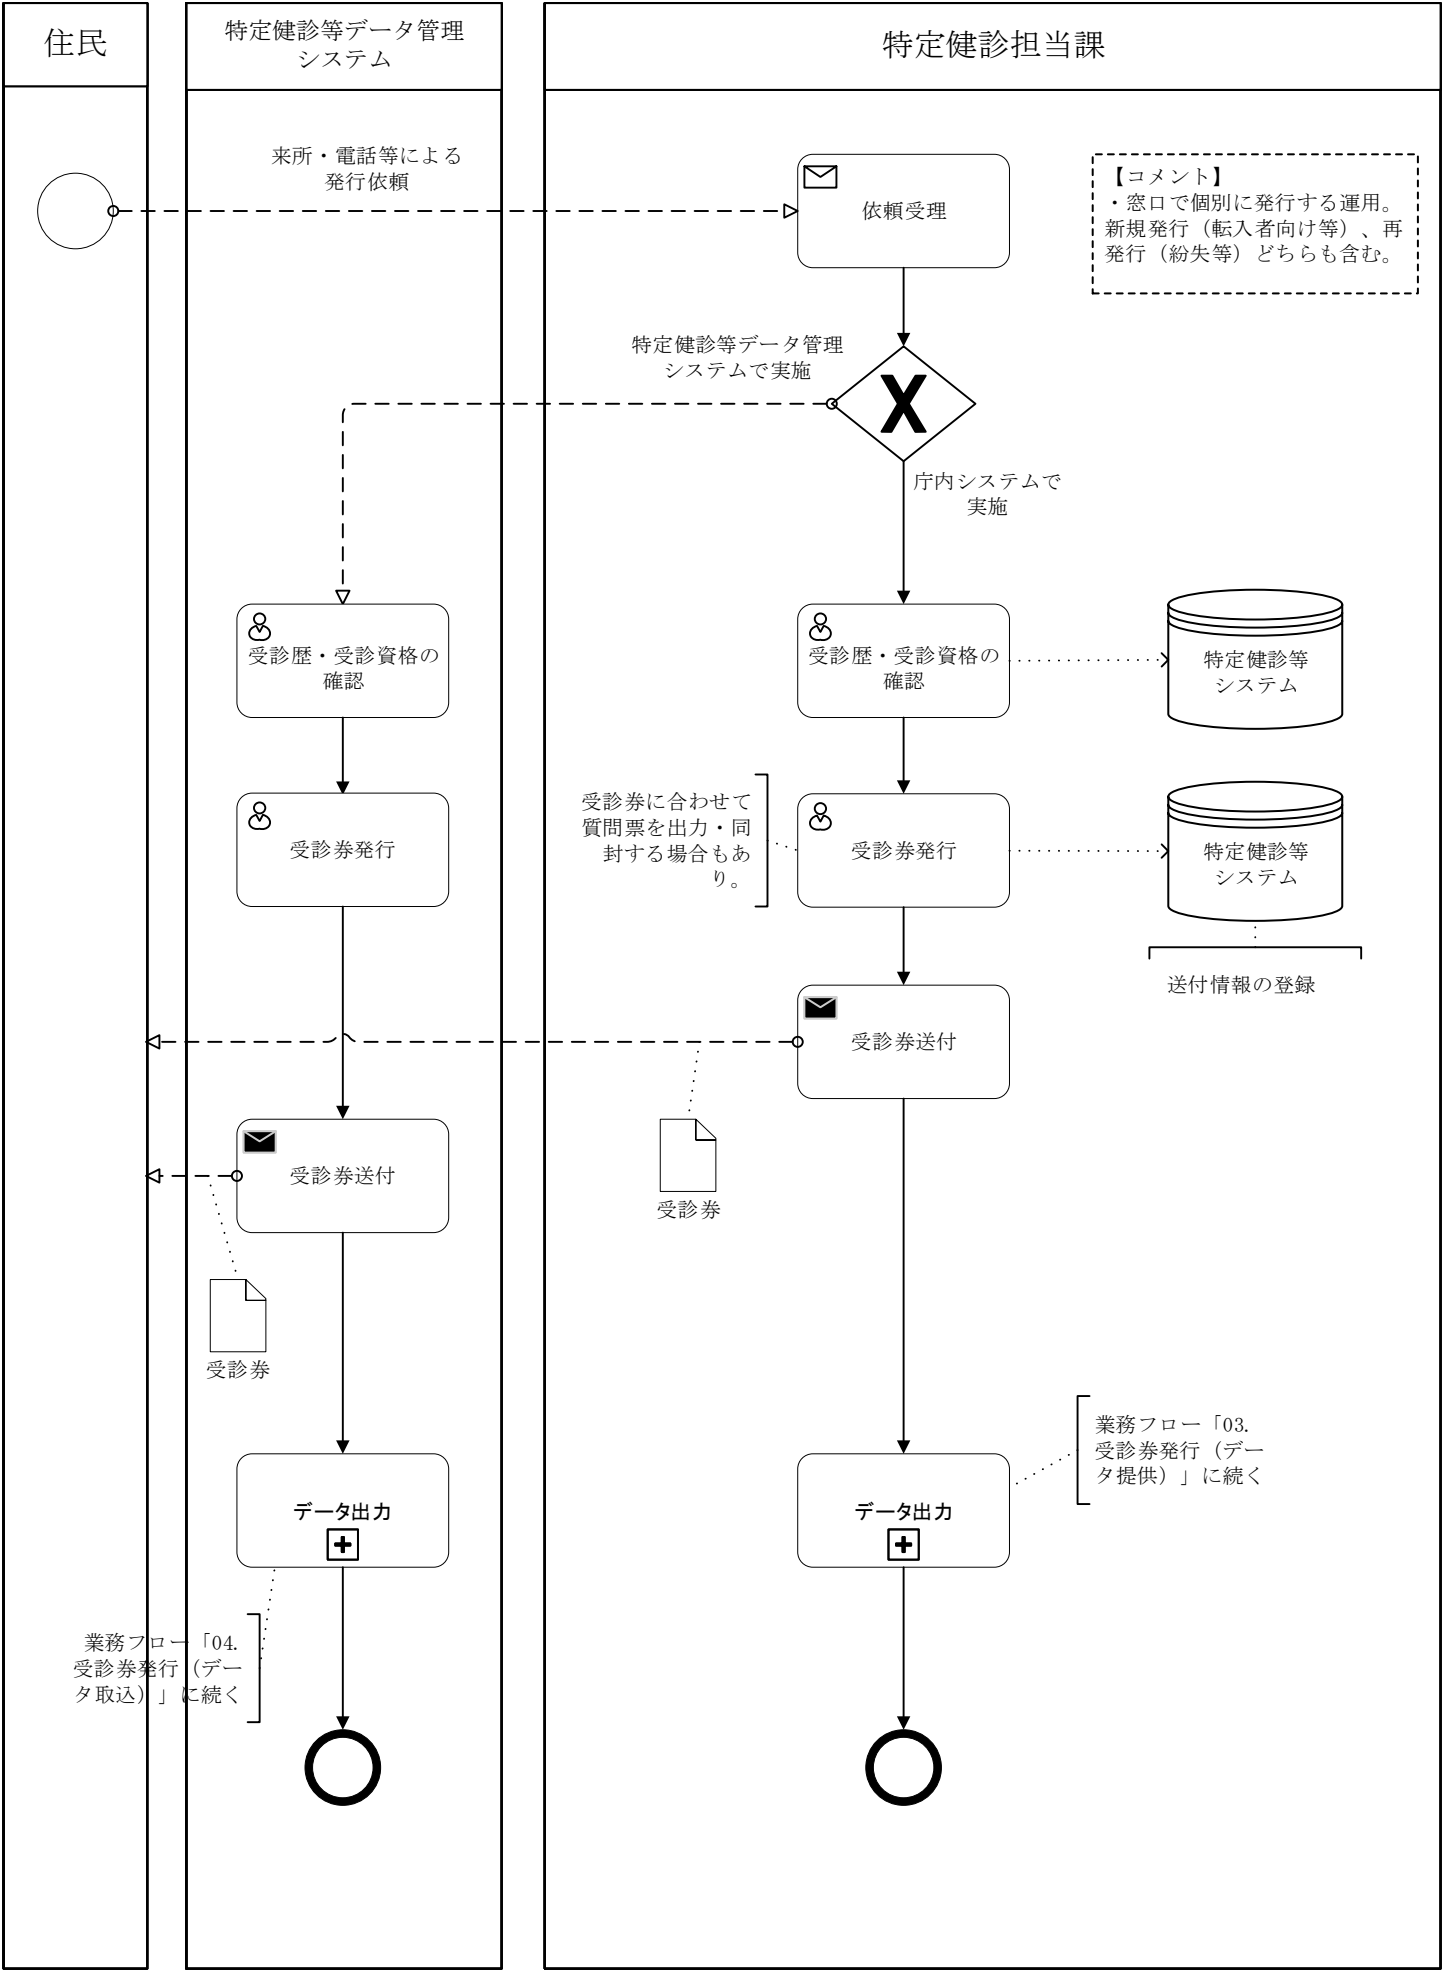 住民
特定健診等データ管理
システム
特定健診担当課
来所・電話等による
発行依頼
依頼受理
【コメント】
・窓口で個別に発行する運用。
新規発行（転入者向け等）、再
発行（紛失等）どちらも含む。
特定健診等データ管理
システムで実施
X
庁内システムで
実施
受診歴・受診資格の
確認
受診歴・受診資格の
確認
特定健診等
システム
受診券発行
受診券に合わせて
質問票を出力・同
封する場合もあ
り。
受診券発行
特定健診等
システム
送付情報の登録
受診券送付
受診券
受診券送付
受診券
データ出力
データ出力
業務フロー「03.
受診券発行（デー
タ提供）」に続く
業務フロー「04.
受診券発行（デー
タ取込）」に続く